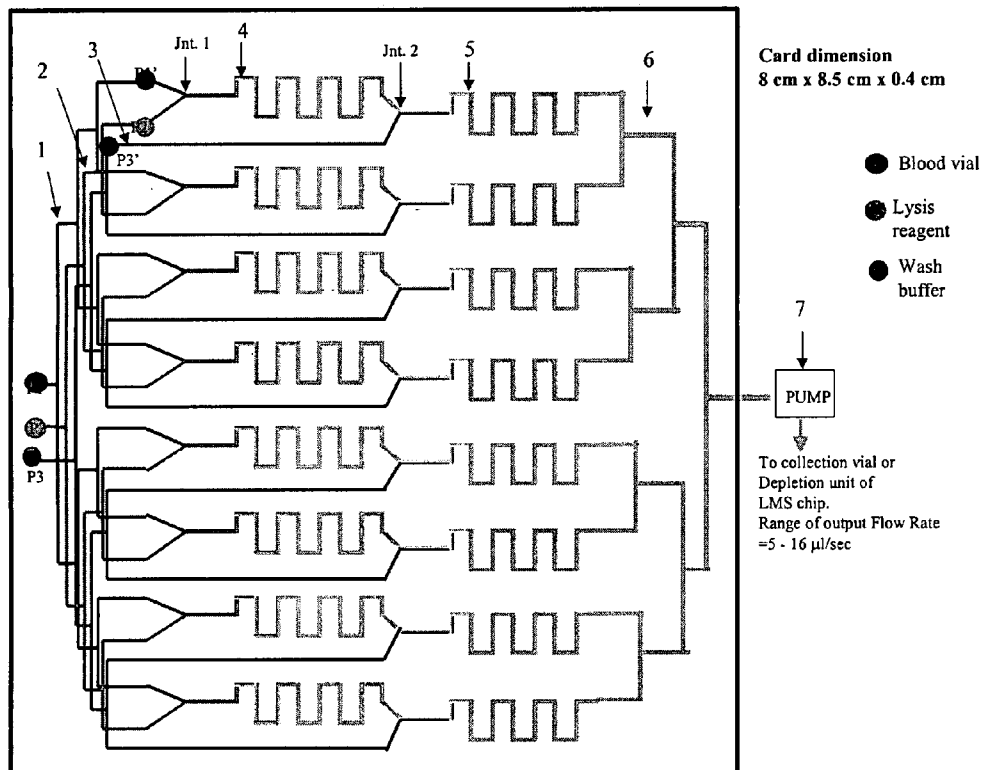 Jnt. 1
4
3
2
1
P3'
Jnt. 2
5
6
Card dimension
8 cm x 8.5 cm x 0.4 cm
Blood vial
Lysis
reagent
Wash
buffer
7
PUMP
P3
To collection vial or
Depletion unit of
LMS chip.
Range of output Flow Rate
=5 - 16 µl/sec